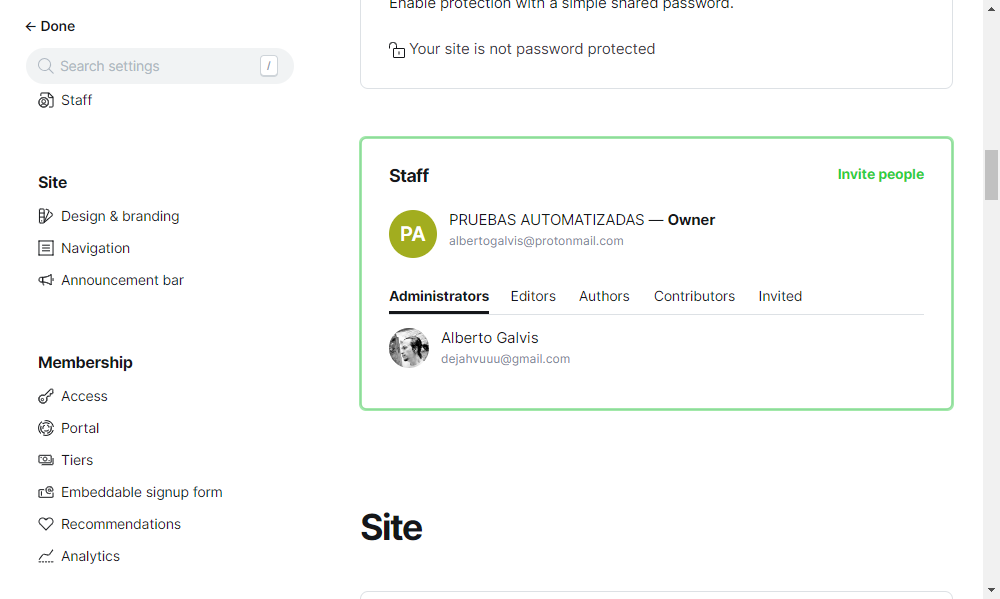 Done
Search settings
/
Staff
Site
Design & branding
Navigation
Announcement bar
Membership
Access
Portal
Tiers
Embeddable signup form
Recommendations
Analytics
Enable protection with a simple shared password.
Your site is not password protected
Staff
Invite people
PA
PRUEBAS AUTOMATIZADAS — Owner
albertogalvis@protonmail.com
Administrators
Editors
Authors
Contributors
Invited
Alberto Galvis
dejahvuuu@gmail.com
Site